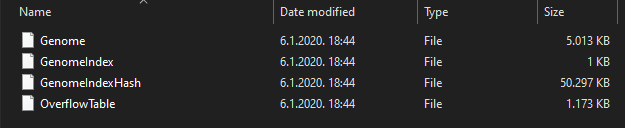 Name Date modified Type Size
Genome 6.1.2020. 18:44 File 5.013 KB
GenomeIndex 6.1.2020. 18:44 File 1 KB
GenomeIndexHash 6.1.2020. 18:44 File 50.297 KB
OverflowTable 6.1.2020. 18:44 File 1.173 KB